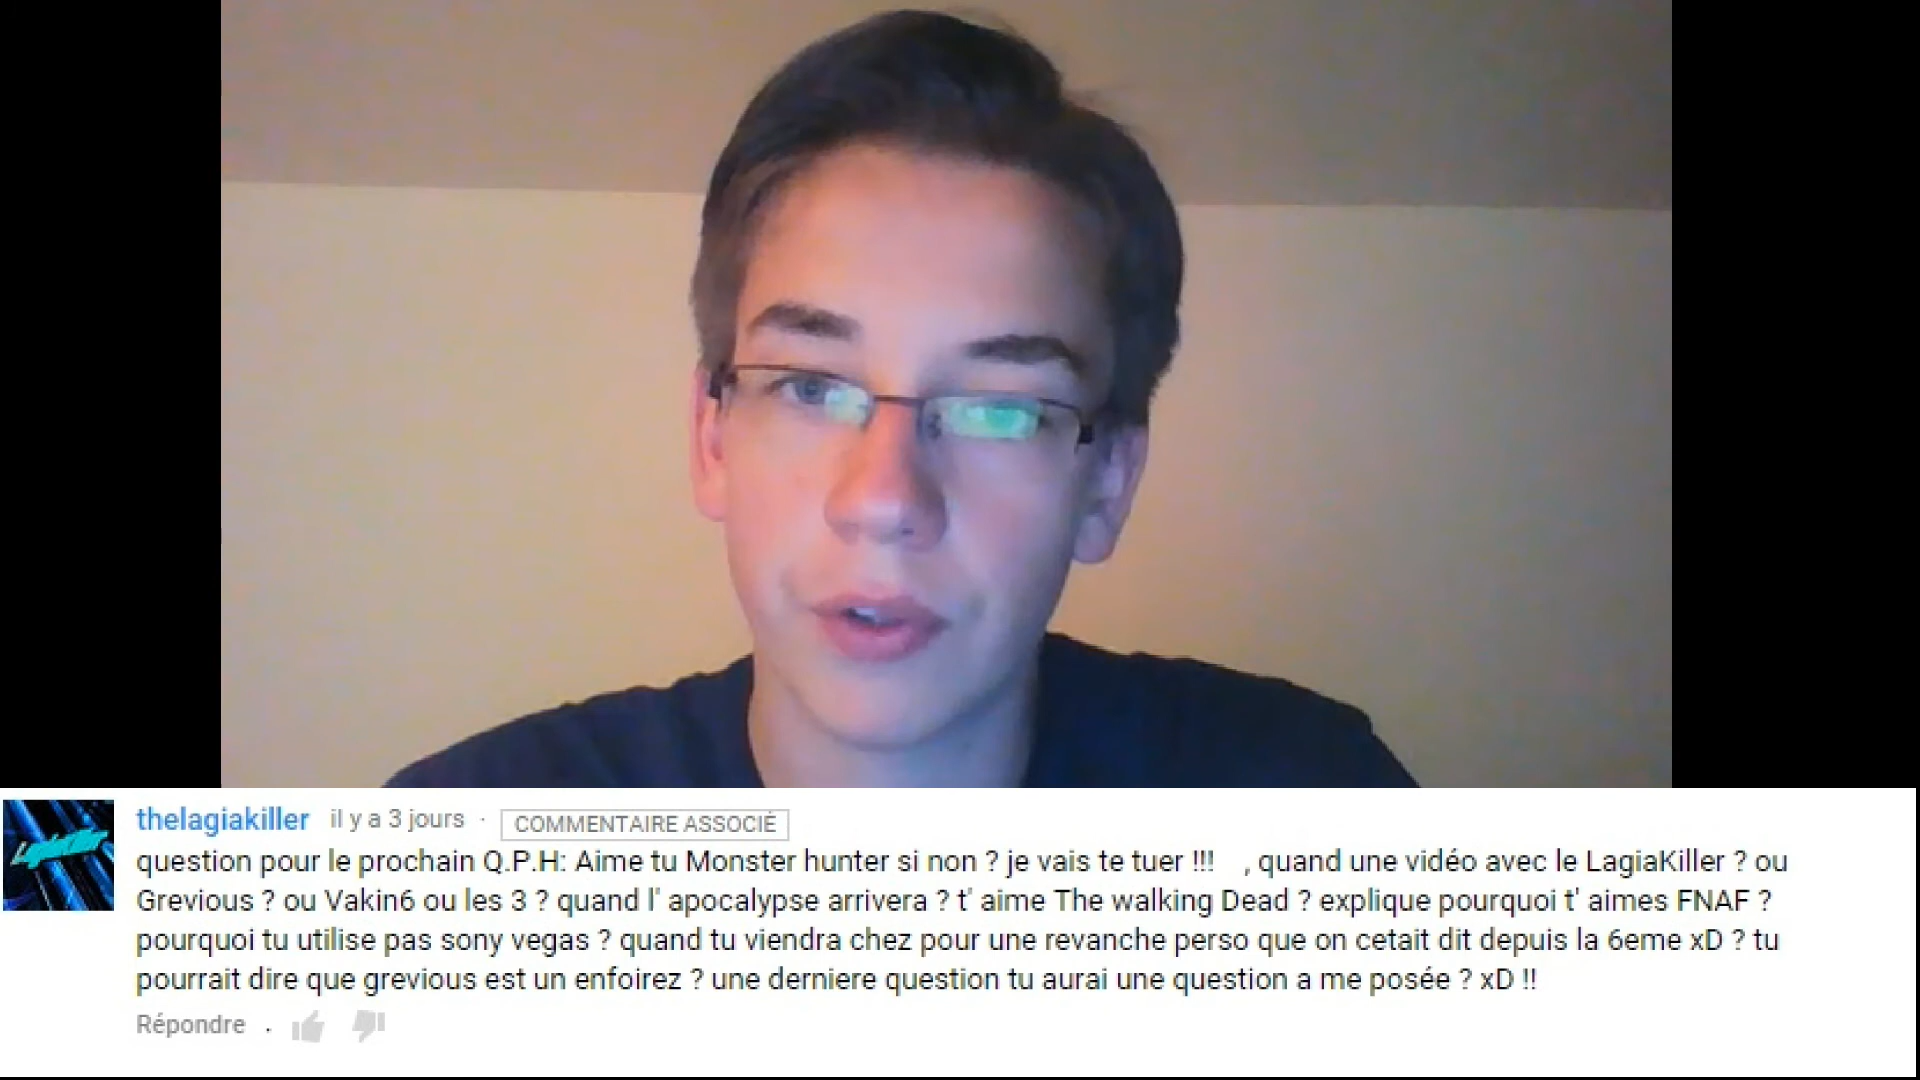 thelagiakiller il y a 3 jours · COMMENTAIRE ASSOCIÉ
question pour le prochain Q.P.H: Aime tu Monster hunter si non ? je vais te tuer !!! , quand une vidéo avec le LagiaKiller ? ou
Grevious ? ou Vakin6 ou les 3 ? quand l' apocalypse arrivera ? t' aime The walking Dead ? explique pourquoi t' aimes FNAF ?
pourquoi tu utilise pas sony vegas ? quand tu viendra chez pour une revanche perso que on cetait dit depuis la 6eme xD ? tu
pourrait dire que grevious est un enfoirez ? une derniere question tu aurai une question a me posée ? xD !!
Répondre .